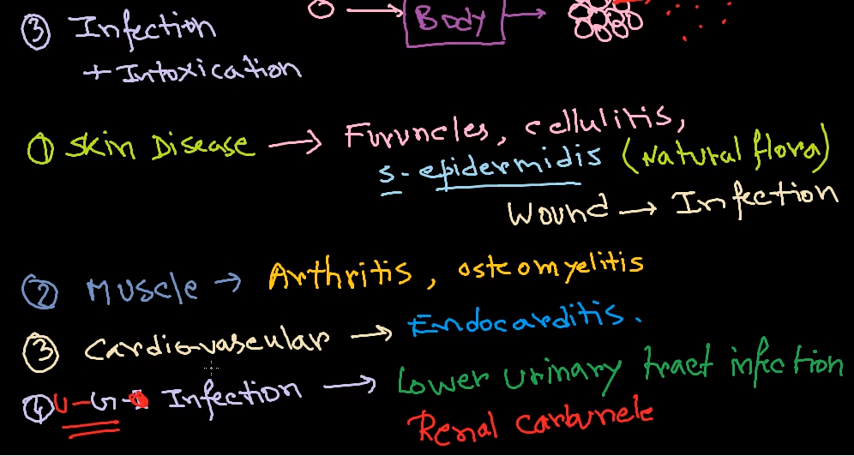 ③ Infection
Body
+ Intoxication
① Skin Disease → Furuncles, cellulitis,
s-epidermidis (Natural flora)
Wound → Infection
② Muscle → Arthritis, osteomyelitis
③ Cardio-vascular → Endocarditis.
④ U-G- Infection → Lower urinary tract infection
Renal carbuncle